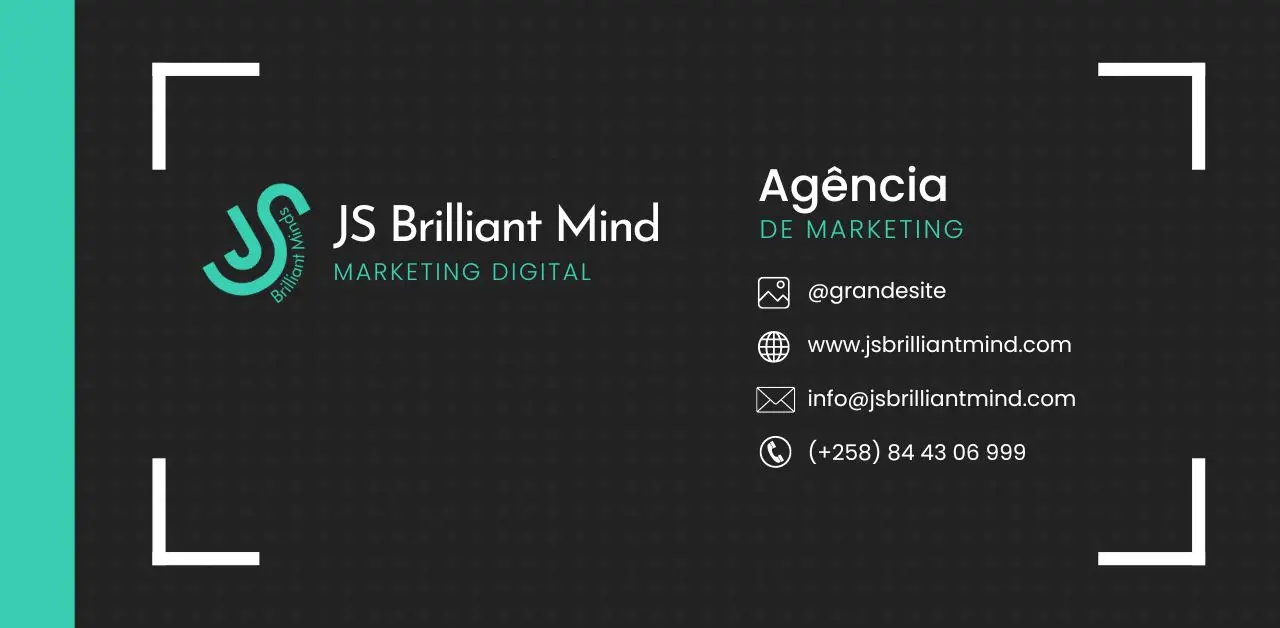 JS
Brilliant Minds
JS Brilliant Mind
MARKETING DIGITAL
Agência
DE MARKETING
@grandesite
www.jsbrilliantmind.com
info@jsbrilliantmind.com
(+258) 84 43 06 999